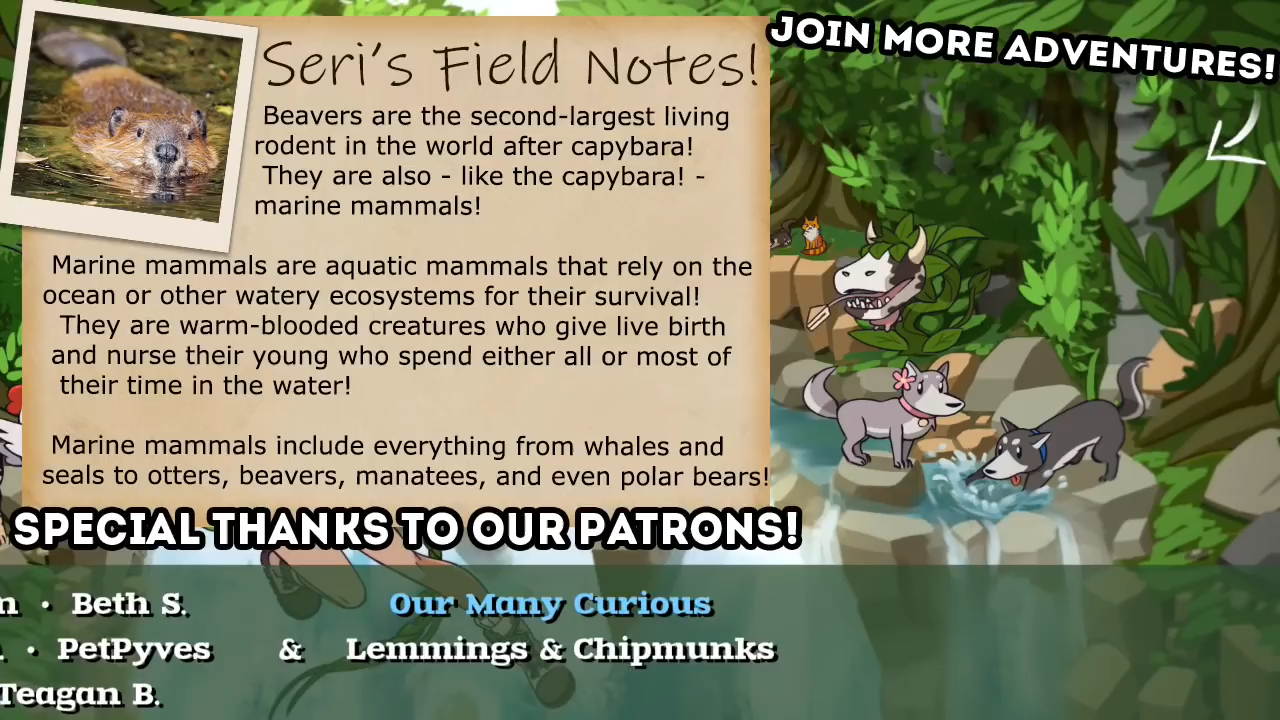 Seri's Field Notes!
JOIN MORE ADVENTURES!
Beavers are the second-largest living
rodent in the world after capybara!
They are also - like the capybara! -
marine mammals!
Marine mammals are aquatic mammals that rely on the
ocean or other watery ecosystems for their survival!
They are warm-blooded creatures who give live birth
and nurse their young who spend either all or most of
their time in the water!
Marine mammals include everything from whales and
seals to otters, beavers, manatees, and even polar bears!
SPECIAL THANKS TO OUR PATRONS!
· Beth S.
Our Many Curious
· PetPyves & Lemmings & Chipmunks
Teagan B.